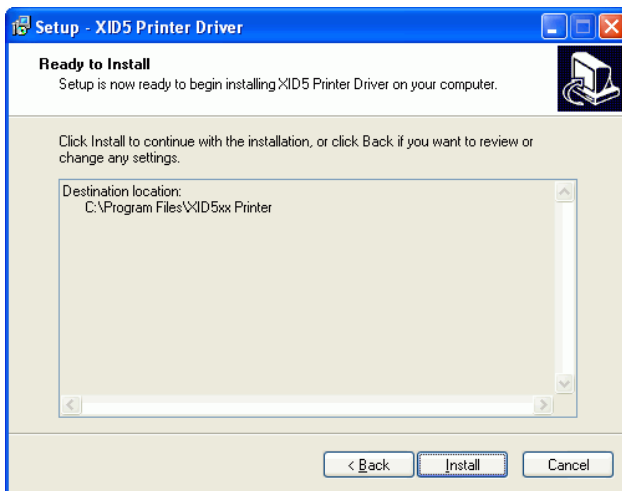 Setup - XID5 Printer Driver
Ready to Install
Setup is now ready to begin installing XID5 Printer Driver on your computer.
Click Install to continue with the installation, or click Back if you want to review or
change any settings.
Destination location:
C:\Program Files\XID5xx Printer
< Back
Install
Cancel